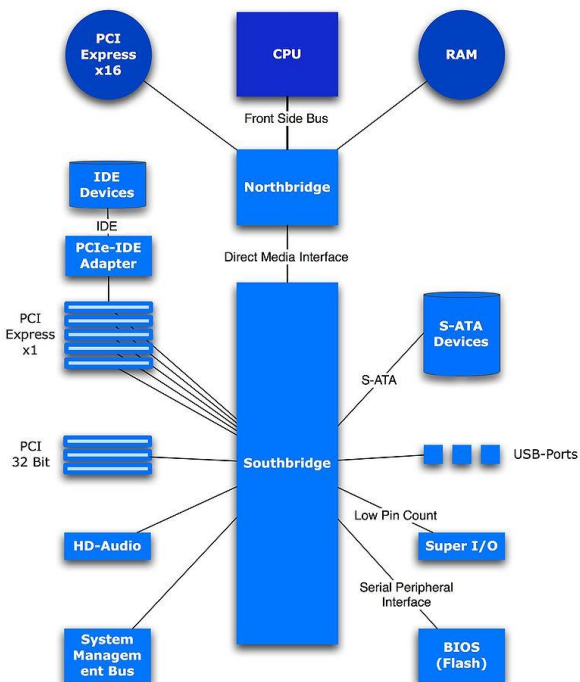 PCI
Express
x16
CPU
RAM
Front Side Bus
Northbridge
IDE
Devices
IDE
PCIe-IDE
Adapter
Direct Media Interface
PCI
Express
x1
S-ATA
Devices
S-ATA
PCI
32 Bit
Southbridge
USB-Ports
Low Pin Count
HD-Audio
Super I/O
Serial Peripheral
Interface
System
Managem
ent Bus
BIOS
(Flash)